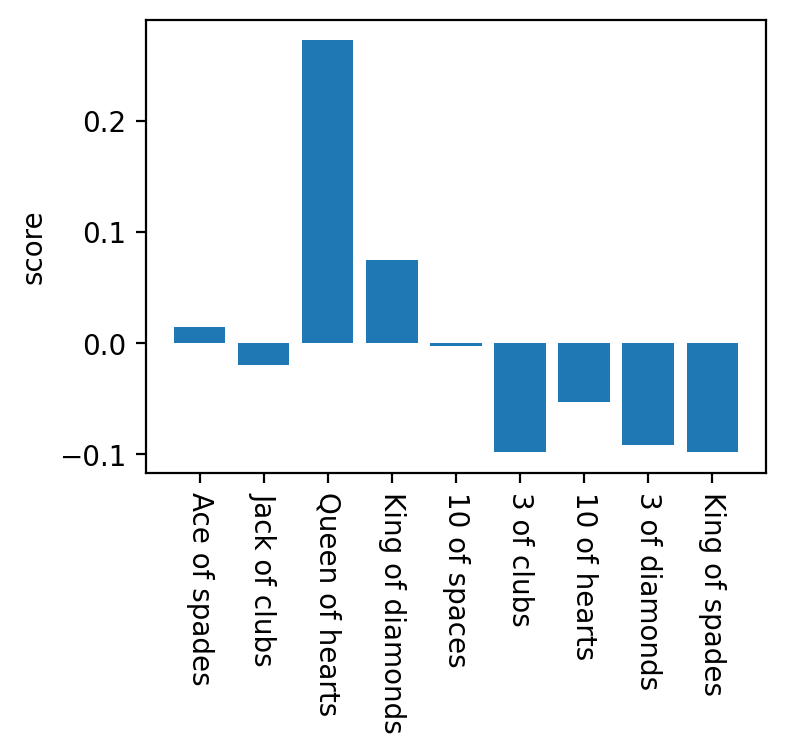 score
0.2
0.1
0.0
−0.1
Ace of spades
Jack of clubs
Queen of hearts
King of diamonds
10 of spaces
3 of clubs
10 of hearts
3 of diamonds
King of spades